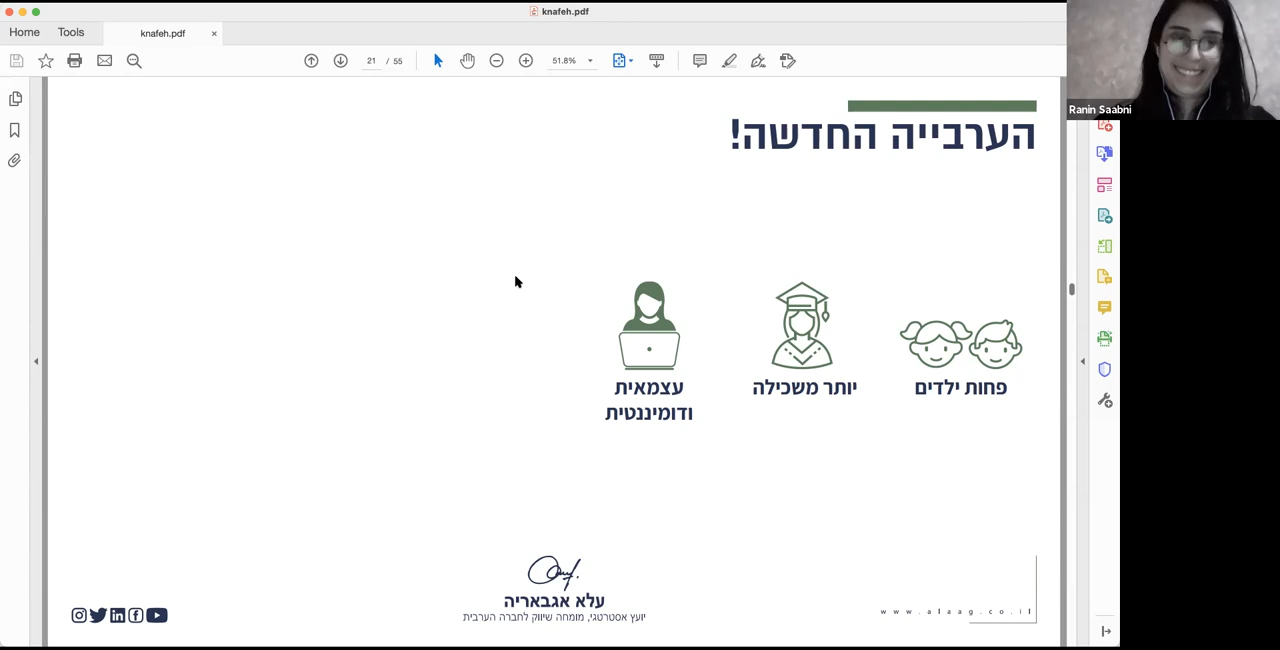 knafeh.pdf
Home
Tools
knafeh.pdf
21 / 55
51.8%
Ranin Saabni
הערבייה החדשה!
פחות ילדים
יותר משכילה
עצמאית
ודומיננטית
עלא אגבאריה
יועץ אסטרטגי, מומחה שיווק לחברה הערבית
www.alaag.co.il